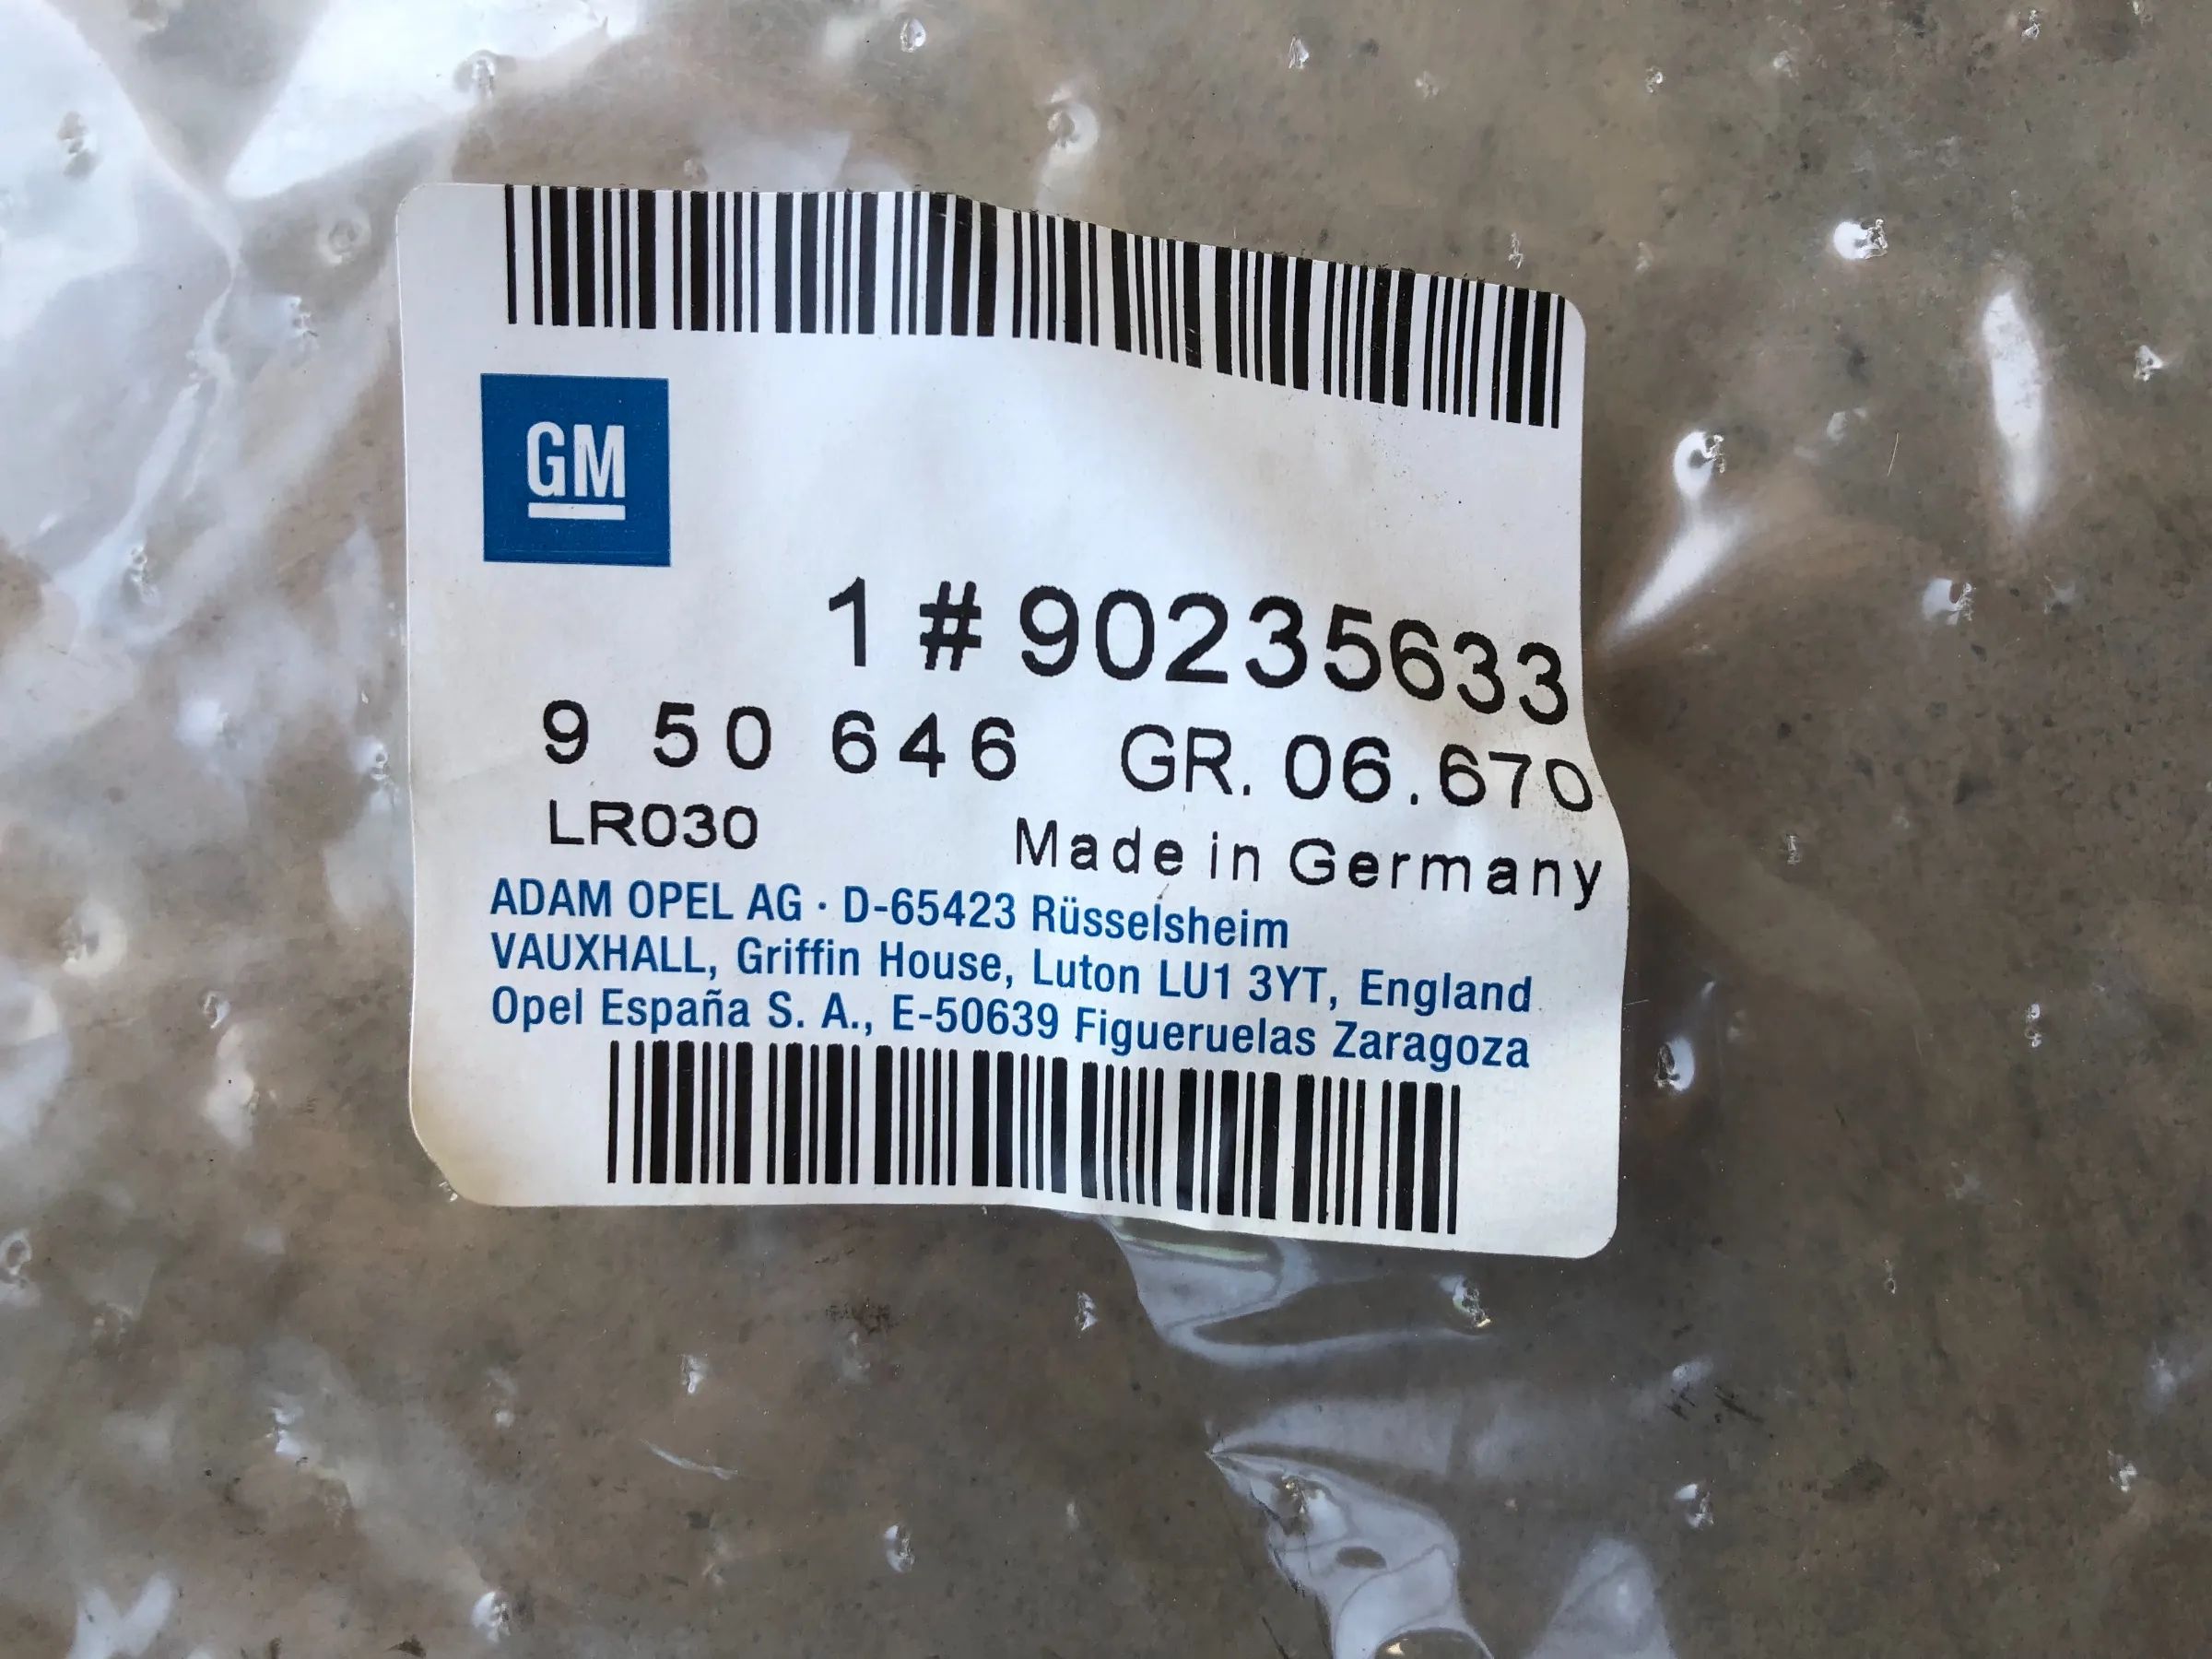 GM
1 # 90235633
9 50 646 GR. 06.670
LR030 Made in Germany
ADAM OPEL AG · D-65423 Rüsselsheim
VAUXHALL, Griffin House, Luton LU1 3YT, England
Opel España S. A., E-50639 Figueruelas Zaragoza